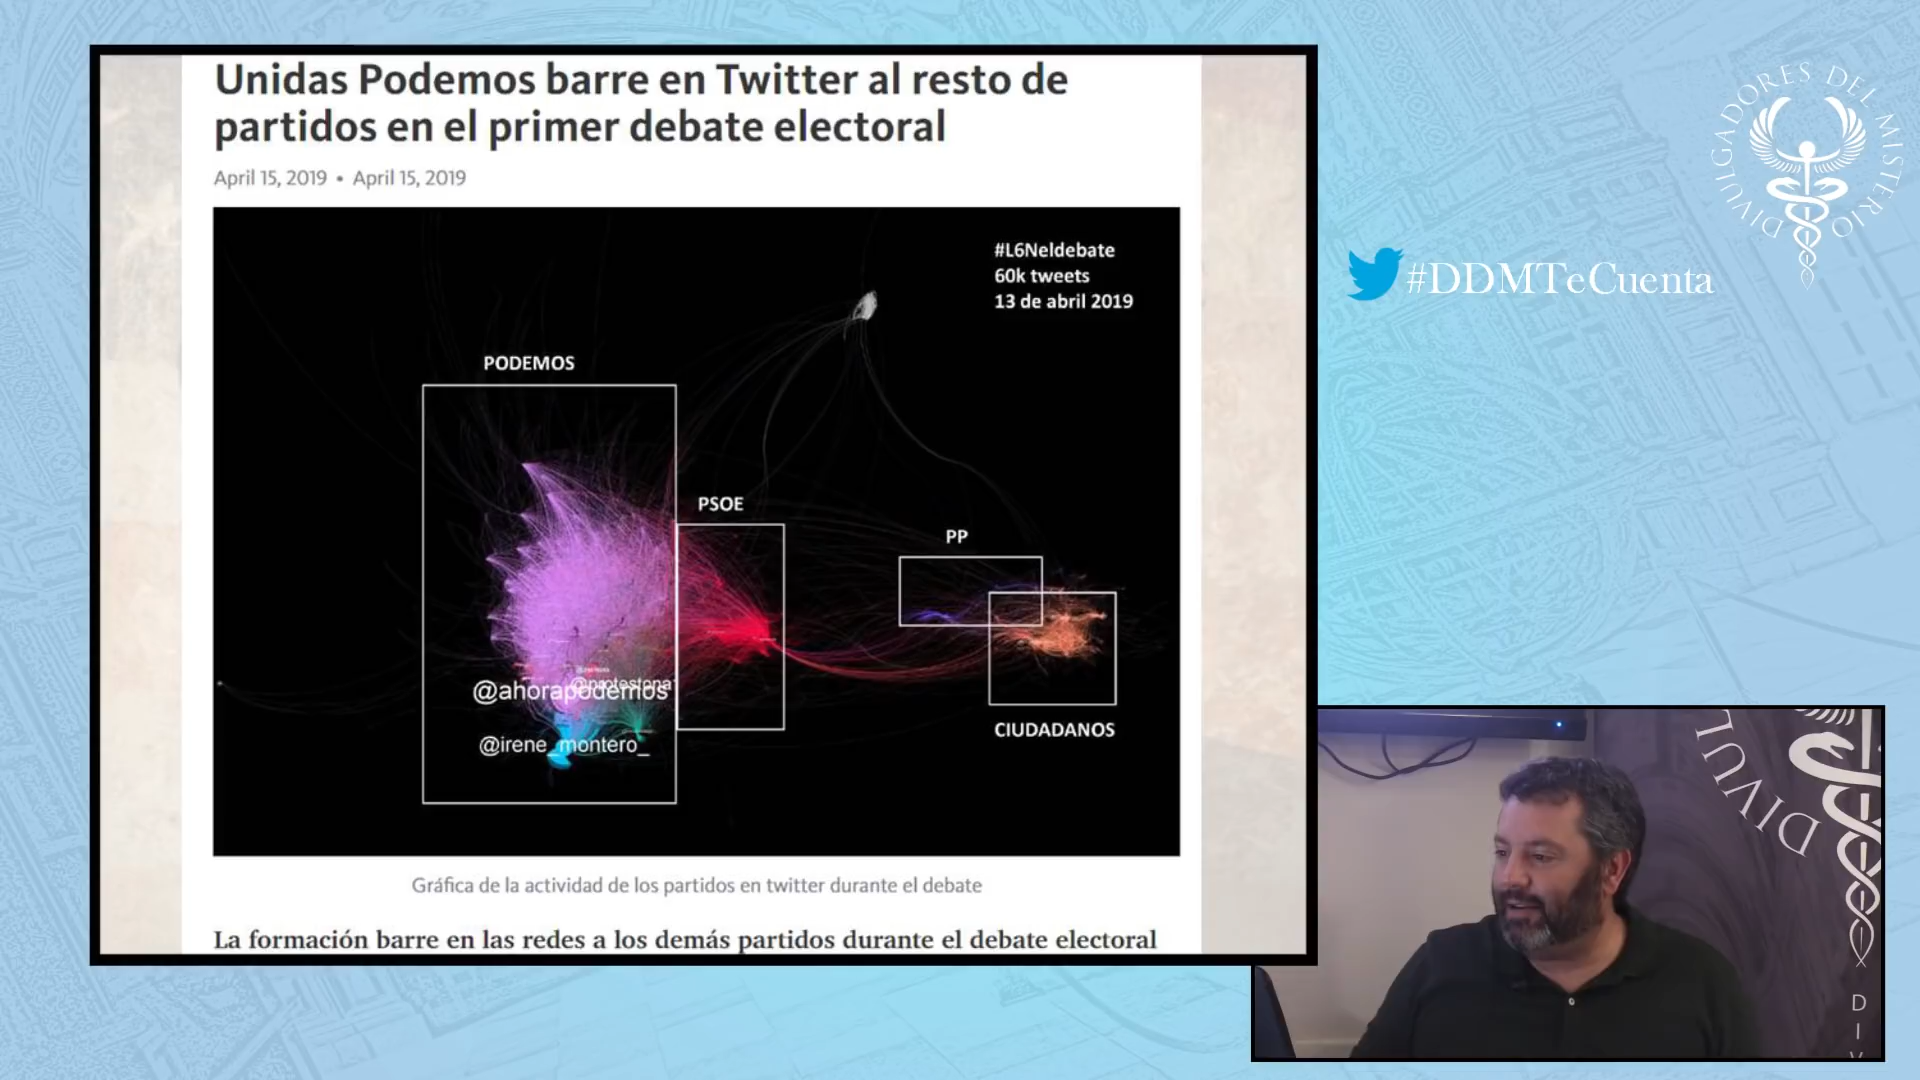 Unidas Podemos barre en Twitter al resto de
partidos en el primer debate electoral
April 15, 2019 • April 15, 2019
#L6Neldebate
60k tweets
13 de abril 2019
PODEMOS
PSOE
PP
@protestona
@ahorapodemos
@irene_montero_
CIUDADANOS
Gráfica de la actividad de los partidos en twitter durante el debate
La formación barre en las redes a los demás partidos durante el debate electoral
DIVULGADORES DEL MISTERIO
#DDMTeCuenta
DIVUL
DI
D
I
V